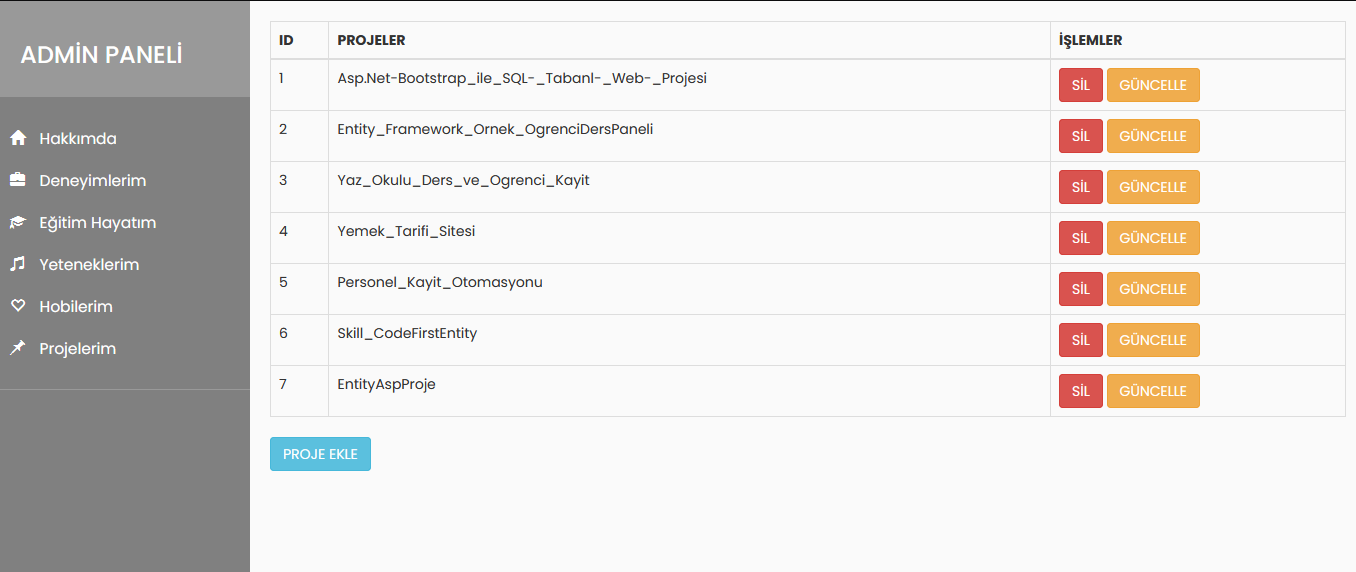 ADMİN PANELİ
Hakkımda
Deneyimlerim
Eğitim Hayatım
Yeteneklerim
Hobilerim
Projelerim
ID PROJELER İŞLEMLER
1 Asp.Net-Bootstrap_ile_SQL-_Tabanl-_Web-_Projesi SİL GÜNCELLE
2 Entity_Framework_Ornek_OgrenciDersPaneli SİL GÜNCELLE
3 Yaz_Okulu_Ders_ve_Ogrenci_Kayit SİL GÜNCELLE
4 Yemek_Tarifi_Sitesi SİL GÜNCELLE
5 Personel_Kayit_Otomasyonu SİL GÜNCELLE
6 Skill_CodeFirstEntity SİL GÜNCELLE
7 EntityAspProje SİL GÜNCELLE
PROJE EKLE